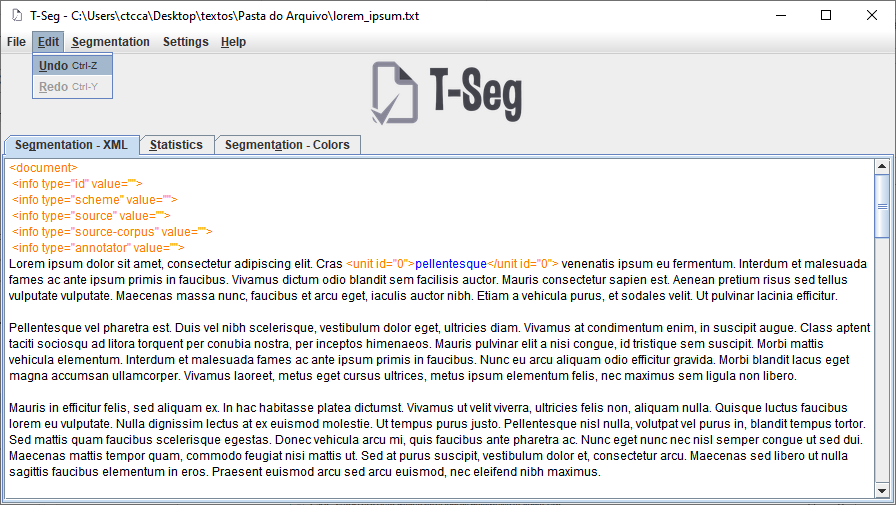 T-Seg - C:\Users\ctcca\Desktop\textos\Pasta do Arquivo\lorem_ipsum.txt
File Edit Segmentation Settings Help
Undo Ctrl-Z
Redo Ctrl-Y
T-Seg
Segmentation - XML Statistics Segmentation - Colors
<document>
<info type="id" value="">
<info type="scheme" value="">
<info type="source" value="">
<info type="source-corpus" value="">
<info type="annotator" value="">
Lorem ipsum dolor sit amet, consectetur adipiscing elit. Cras <unit id="0">pellentesque</unit id="0"> venenatis ipsum eu fermentum. Interdum et malesuada
fames ac ante ipsum primis in faucibus. Vivamus dictum odio blandit sem facilisis auctor. Mauris consectetur sapien est. Aenean pretium risus sed tellus
vulputate vulputate. Maecenas massa nunc, faucibus et arcu eget, iaculis auctor nibh. Etiam a vehicula purus, et sodales velit. Ut pulvinar lacinia efficitur.
Pellentesque vel pharetra est. Duis vel nibh scelerisque, vestibulum dolor eget, ultricies diam. Vivamus at condimentum enim, in suscipit augue. Class aptent
taciti sociosqu ad litora torquent per conubia nostra, per inceptos himenaeos. Mauris pulvinar elit a nisi congue, id tristique sem suscipit. Morbi mattis
vehicula elementum. Interdum et malesuada fames ac ante ipsum primis in faucibus. Nunc eu arcu aliquam odio efficitur gravida. Morbi blandit lacus eget
magna accumsan ullamcorper. Vivamus laoreet, metus eget cursus ultrices, metus ipsum elementum felis, nec maximus sem ligula non libero.
Mauris in efficitur felis, sed aliquam ex. In hac habitasse platea dictumst. Vivamus ut velit viverra, ultricies felis non, aliquam nulla. Quisque luctus faucibus
lorem eu vulputate. Nulla dignissim lectus at ex euismod molestie. Ut tempus purus justo. Pellentesque nisl nulla, volutpat vel purus in, blandit tempus tortor.
Sed mattis quam faucibus scelerisque egestas. Donec vehicula arcu mi, quis faucibus ante pharetra ac. Nunc eget nunc nec nisl semper congue ut sed dui.
Maecenas mattis tempor quam, commodo feugiat nisi mattis ut. Sed at purus suscipit, vestibulum dolor et, consectetur arcu. Maecenas sed libero ut nulla
sagittis faucibus elementum in eros. Praesent euismod arcu sed arcu euismod, nec eleifend nibh maximus.